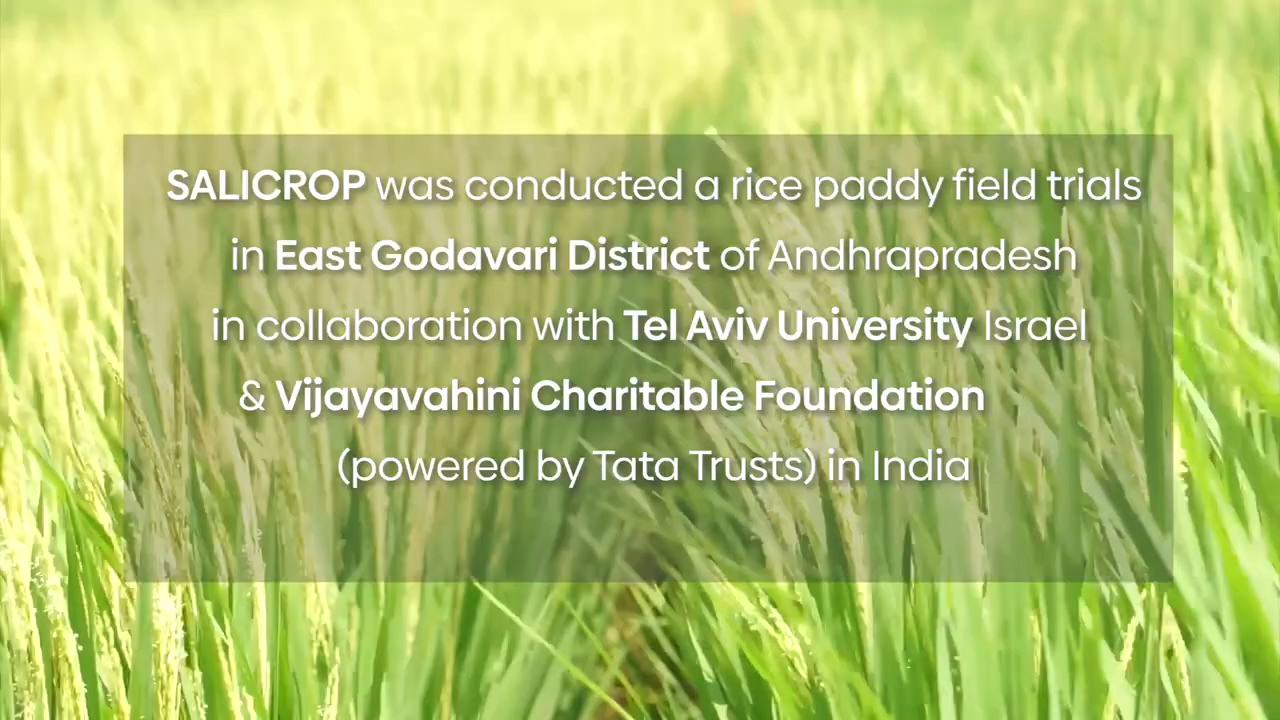 SALICROP was conducted a rice paddy field trials
in East Godavari District of Andhrapradesh
in collaboration with Tel Aviv University Israel
& Vijayavahini Charitable Foundation
(powered by Tata Trusts) in India